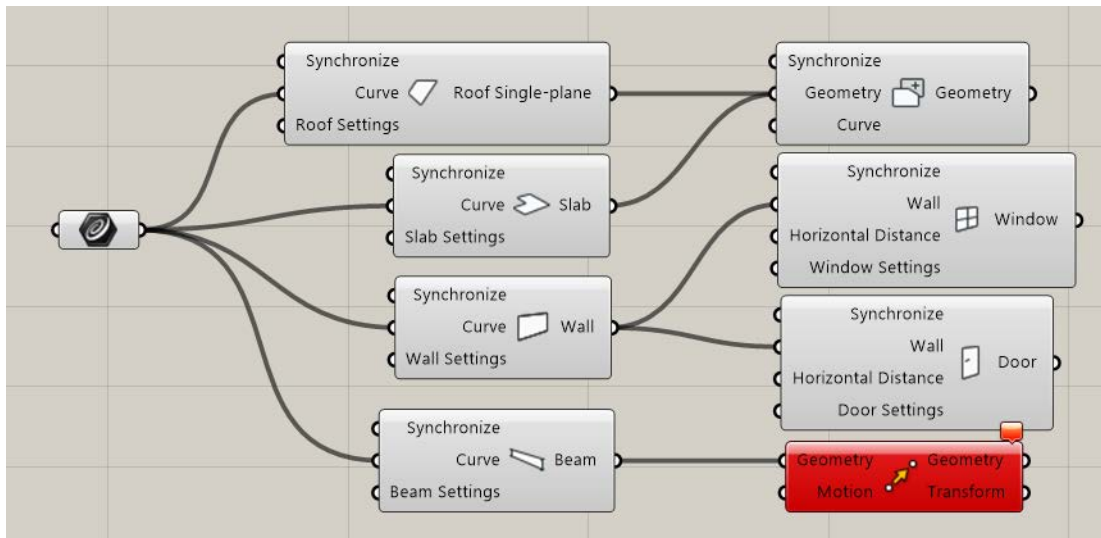 Synchronize
Curve Roof Single-plane
Roof Settings
Synchronize
Geometry Geometry
Curve
Synchronize
Curve Slab
Slab Settings
Synchronize
Wall
Window
Horizontal Distance
Window Settings
Synchronize
Curve Wall
Wall Settings
Synchronize
Wall
Door
Horizontal Distance
Door Settings
Synchronize
Curve Beam
Beam Settings
Geometry Geometry
Motion Transform